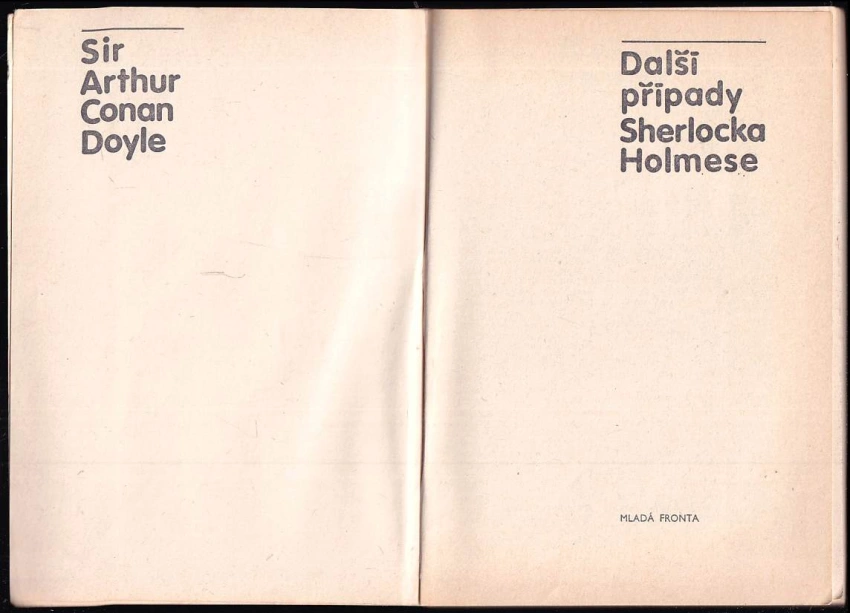 Sir
Arthur
Conan
Doyle
Další
případy
Sherlocka
Holmese
MLADÁ FRONTA